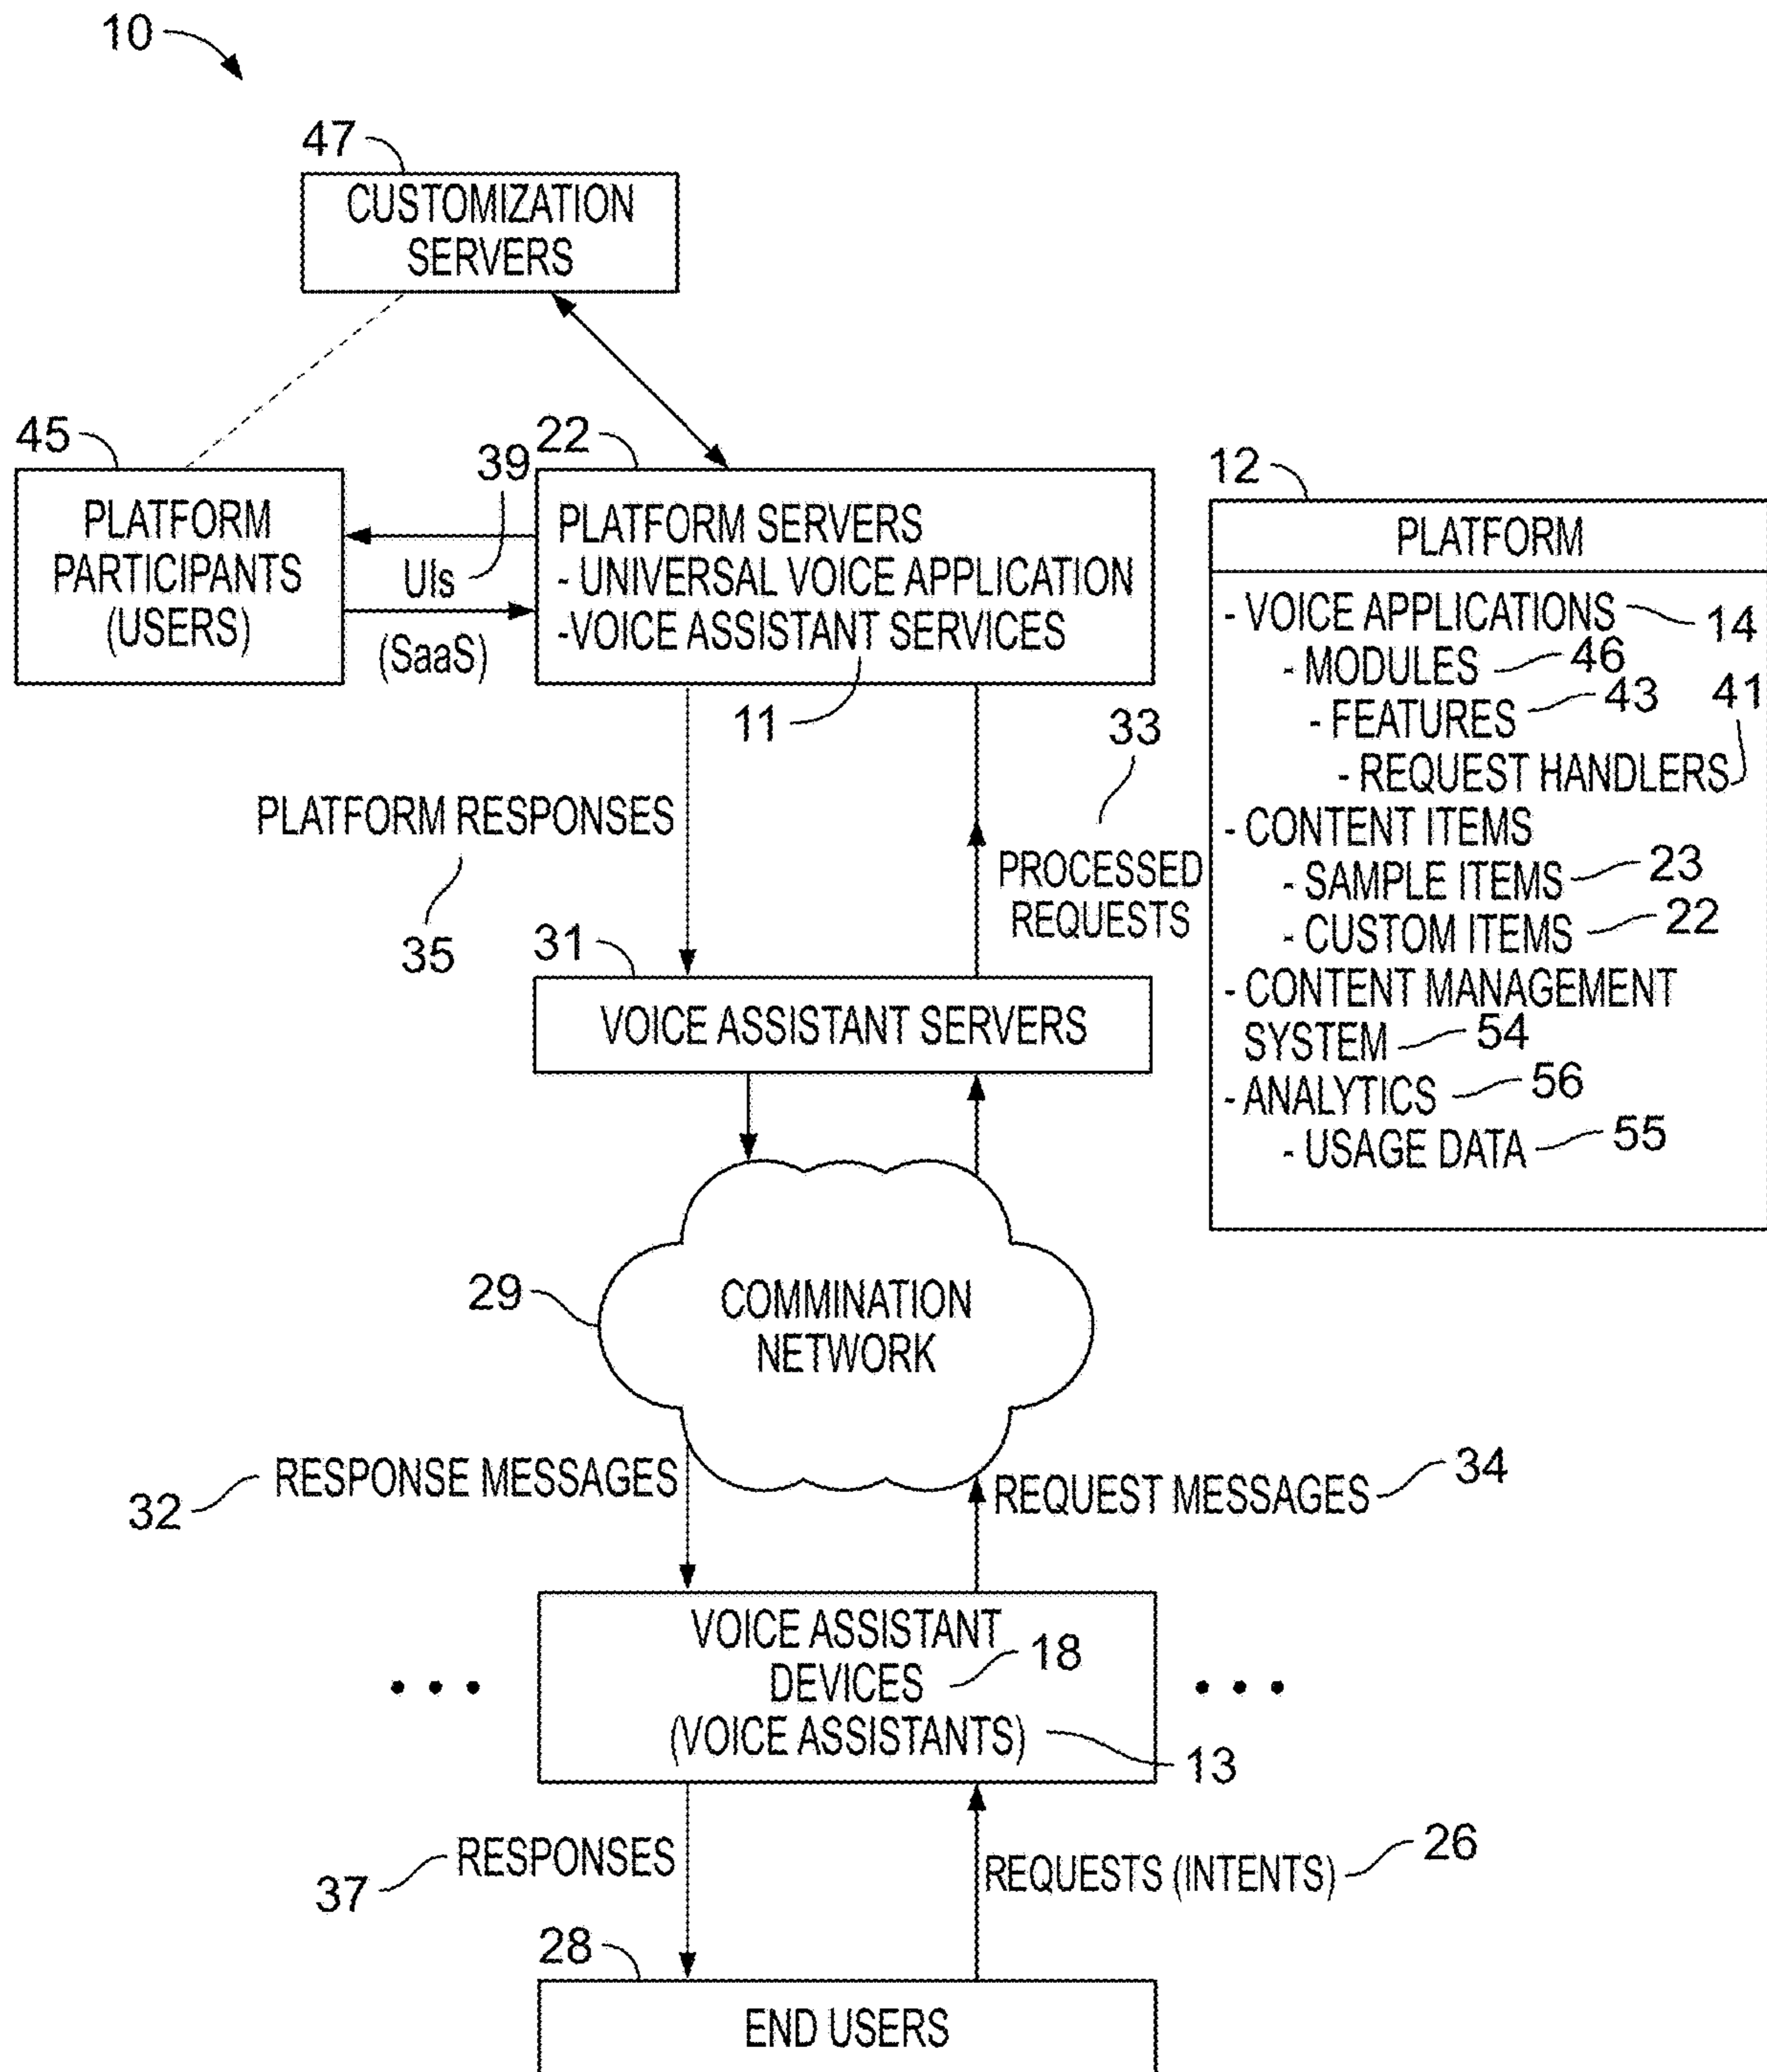 10
47
CUSTOMIZATION
SERVERS
45
PLATFORM
PARTICIPANTS
(USERS)
39
UIs
(SaaS)
22
PLATFORM SERVERS
- UNIVERSAL VOICE APPLICATION
-VOICE ASSISTANT SERVICES
11
12
PLATFORM
- VOICE APPLICATIONS 14
- MODULES 46
- FEATURES 43
- REQUEST HANDLERS 41
- CONTENT ITEMS
- SAMPLE ITEMS 23
- CUSTOM ITEMS 22
- CONTENT MANAGEMENT
SYSTEM 54
- ANALYTICS 56
- USAGE DATA 55
PLATFORM RESPONSES
35
33
PROCESSED
REQUESTS
31
VOICE ASSISTANT SERVERS
29
COMMINATION
NETWORK
32 RESPONSE MESSAGES
REQUEST MESSAGES 34
VOICE ASSISTANT
DEVICES 18
(VOICE ASSISTANTS) 13
37 RESPONSES
REQUESTS (INTENTS) 26
28
END USERS